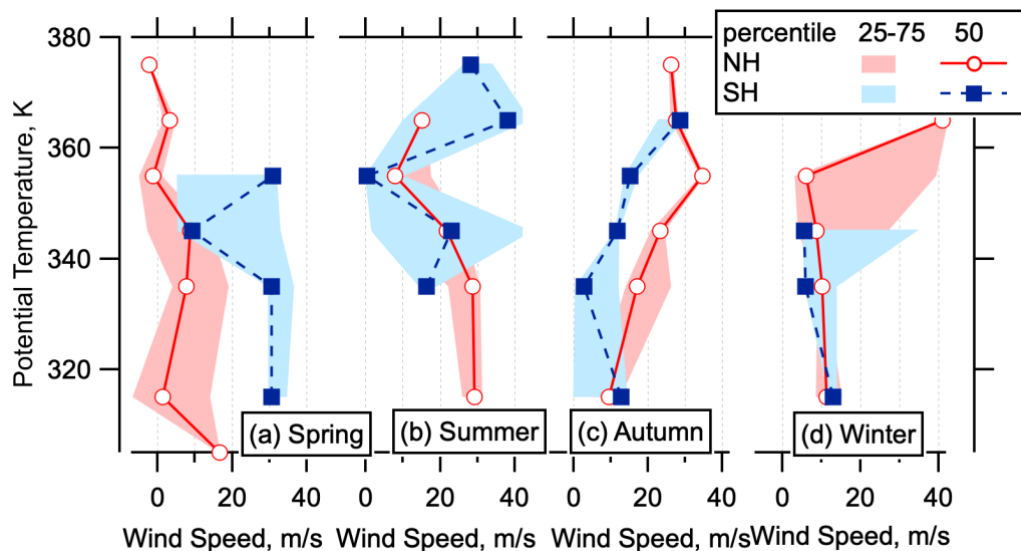 percentile 25-75 50
NH
SH
Potential Temperature, K
380
360
340
320
(a) Spring
(b) Summer
(c) Autumn
(d) Winter
0 20 40 0 20 40 0 20 40 0 20 40
Wind Speed, m/s Wind Speed, m/s Wind Speed, m/s Wind Speed, m/s